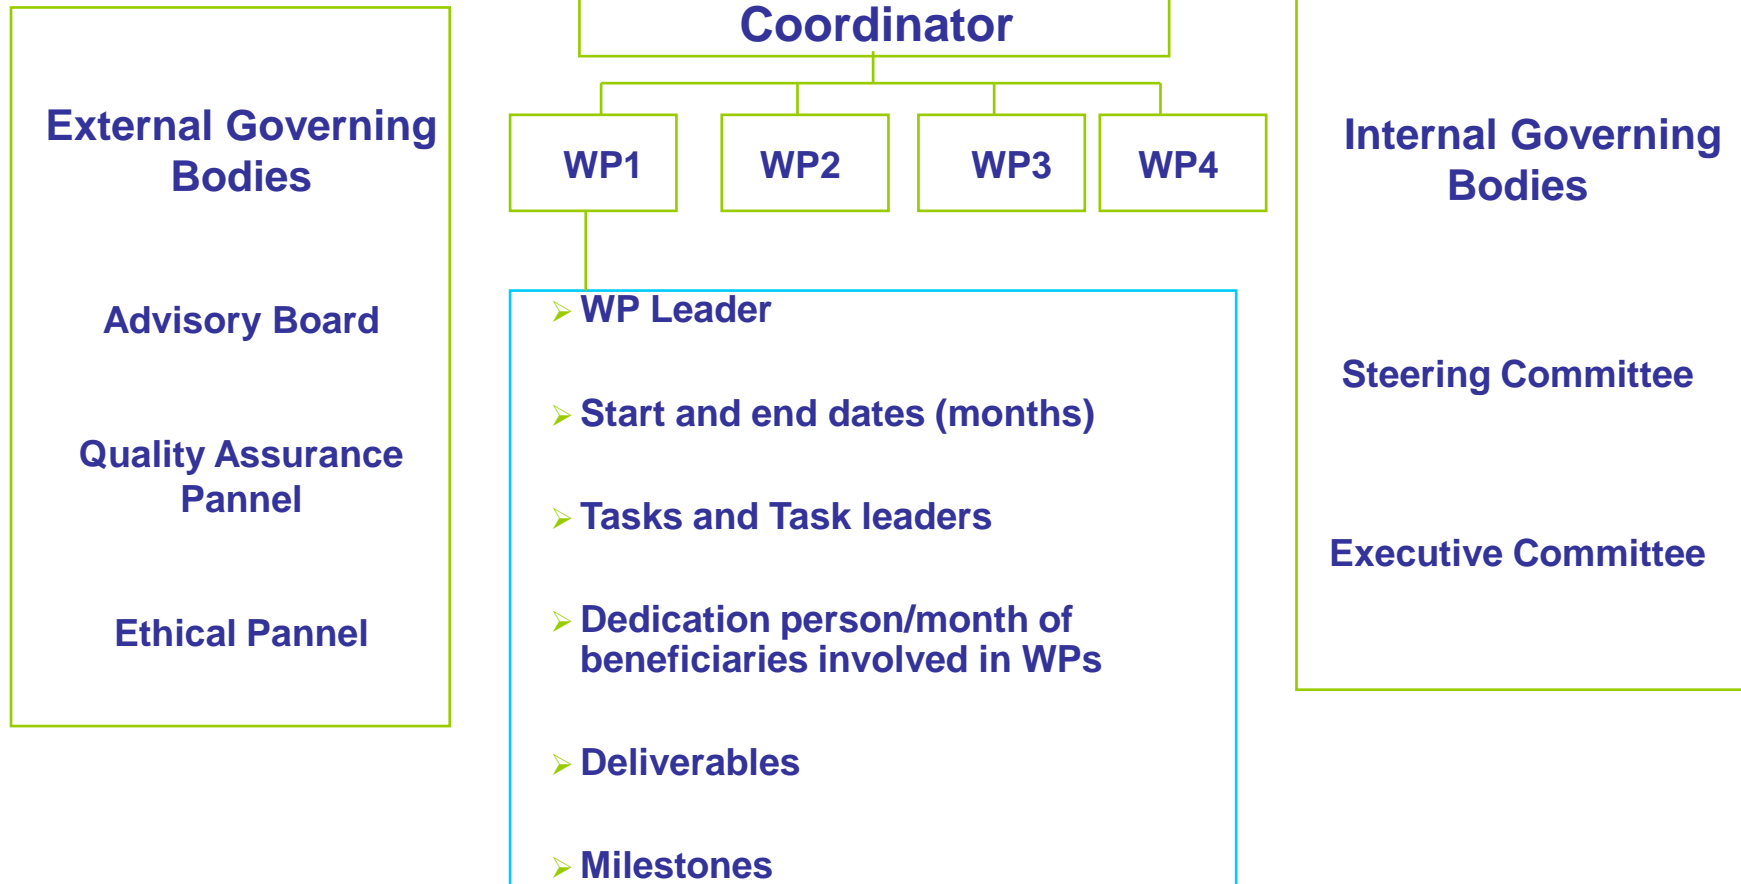 Coordinator
External Governing
Bodies
Advisory Board
Quality Assurance
Pannel
Ethical Pannel
WP1
WP2
WP3
WP4
WP Leader
Start and end dates (months)
Tasks and Task leaders
Dedication person/month of
beneficiaries involved in WPs
Deliverables
Milestones
Internal Governing
Bodies
Steering Committee
Executive Committee